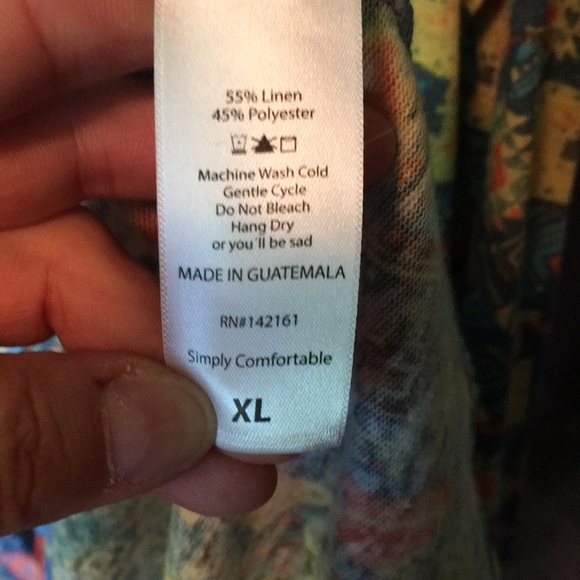 55% Linen
45% Polyester
Machine Wash Cold
Gentle Cycle
Do Not Bleach
Hang Dry
or you'll be sad
MADE IN GUATEMALA
RN#142161
Simply Comfortable
XL